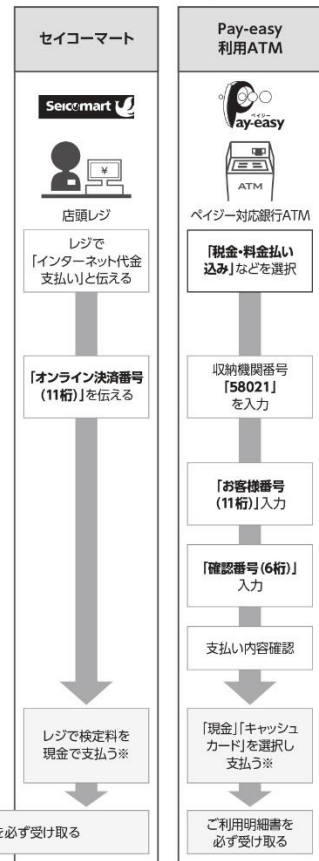 セイコーマート
Seicomart
¥
店頭レジ
レジで
「インターネット代金
支払い」と伝える
「オンライン決済番号
(11桁)」を伝える
レジで検定料を
現金で支払う※
を必ず受け取る
Pay-easy
利用ATM
ペイジー
Pay-easy
ATM
ペイジー対応銀行ATM
「税金・料金払い
込み」などを選択
収納機関番号
「58021」
を入力
「お客様番号
(11桁)」入力
「確認番号(6桁)」
入力
支払い内容確認
「現金」「キャッシュ
カード」を選択し
支払う※
ご利用明細書を
必ず受け取る